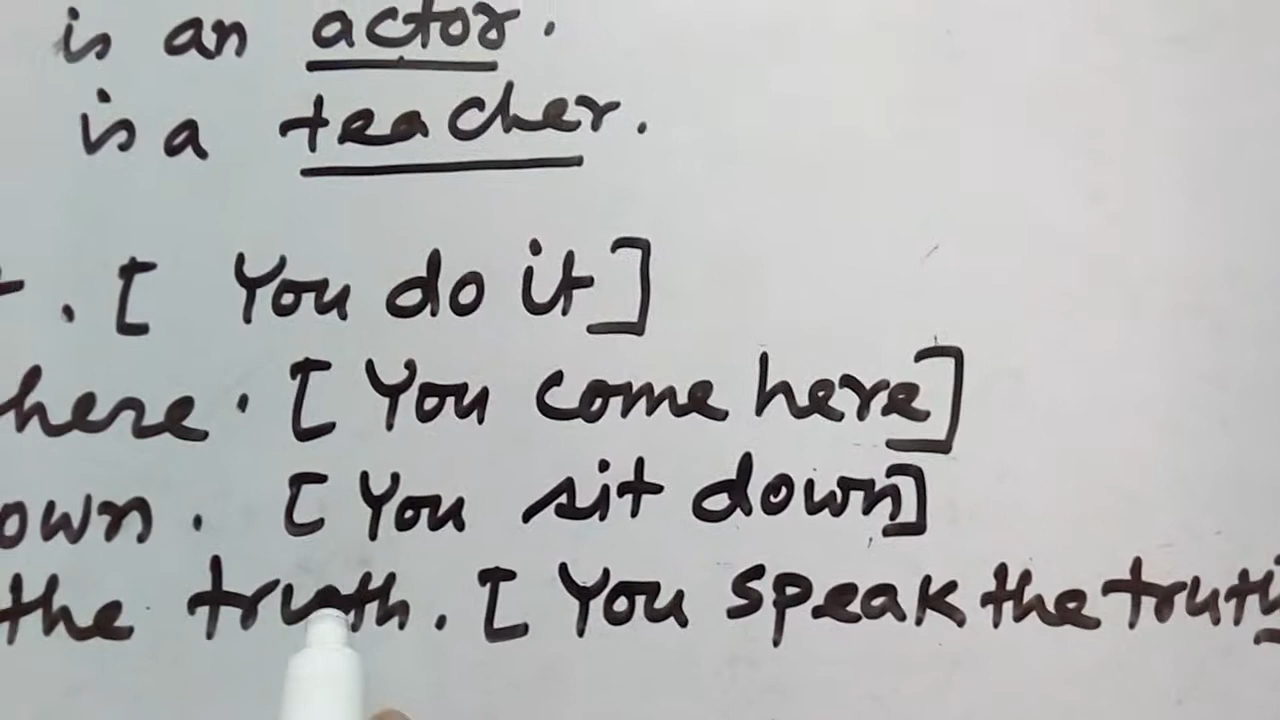 is an actor.
is a teacher.
. [ You do it]
here. [ You come here]
own. [ You sit down]
the truth. [ You speak the truth